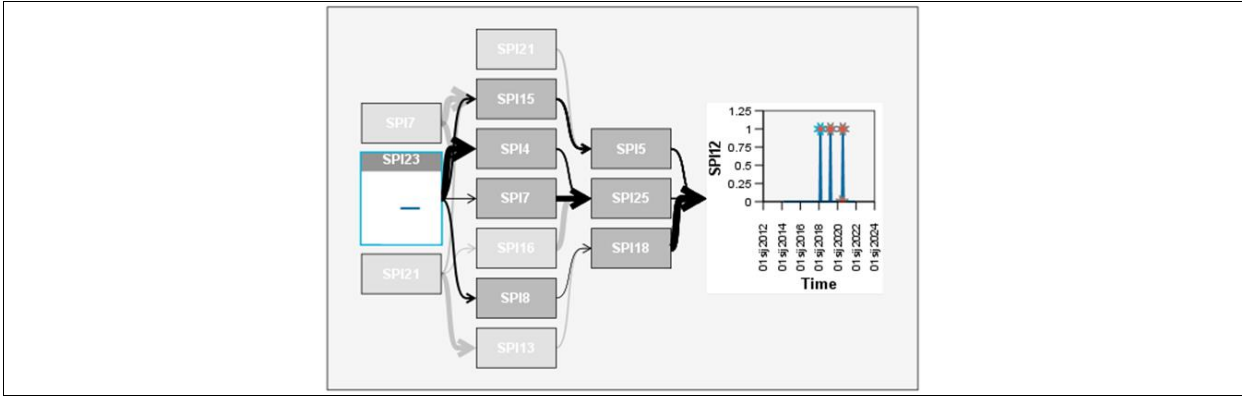 SPI21
SPI15
SPI7
SPI23
SPI4
SPI7
SPI16
SPI21
SPI8
SPI13
SPI5
SPI25
SPI18
1.25
1
0.75
0.5
0.25
0
SPI12
01 sij 2012
01 sij 2014
01 sij 2016
01 sij 2018
01 sij 2020
01 sij 2022
01 sij 2024
Time